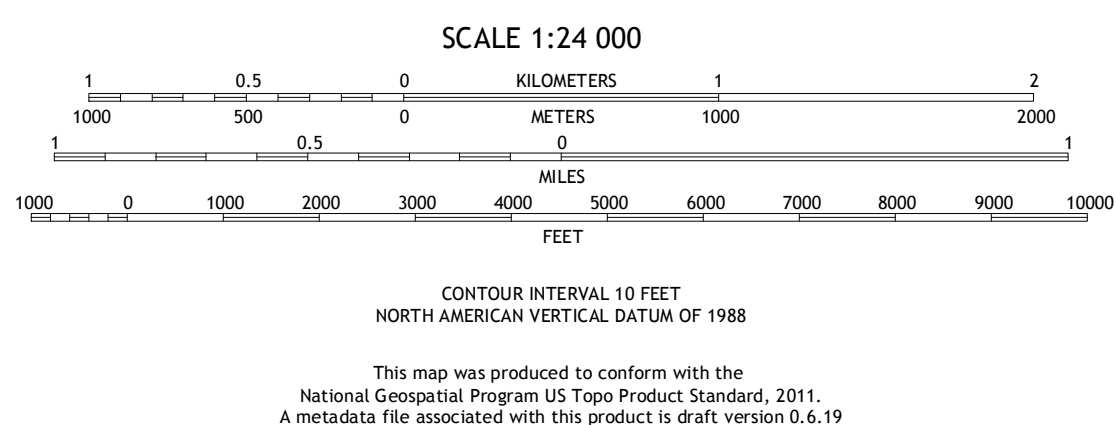 SCALE 1:24 000
1 0.5 0 KILOMETERS 1 2
1000 500 0 METERS 1000 2000
1 0.5 0 1
MILES
1000 0 1000 2000 3000 4000 5000 6000 7000 8000 9000 10000
FEET
CONTOUR INTERVAL 10 FEET
NORTH AMERICAN VERTICAL DATUM OF 1988
This map was produced to conform with the
National Geospatial Program US Topo Product Standard, 2011.
A metadata file associated with this product is draft version 0.6.19